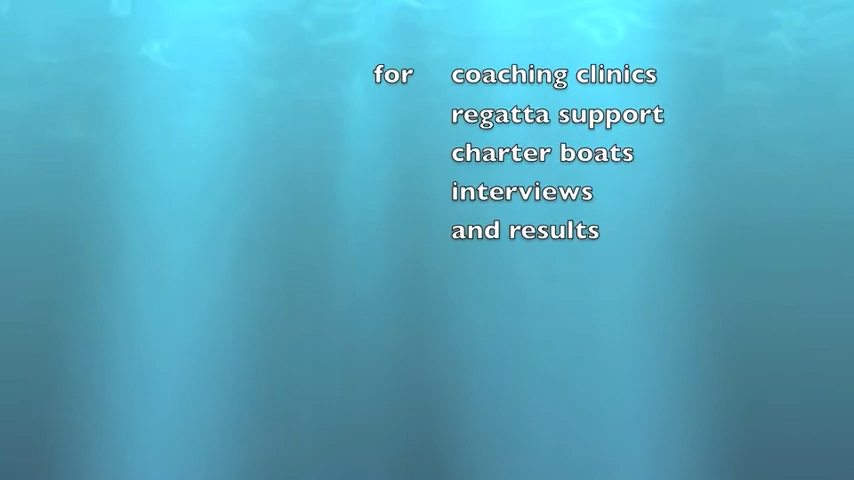 for coaching clinics
regatta support
charter boats
interviews
and results